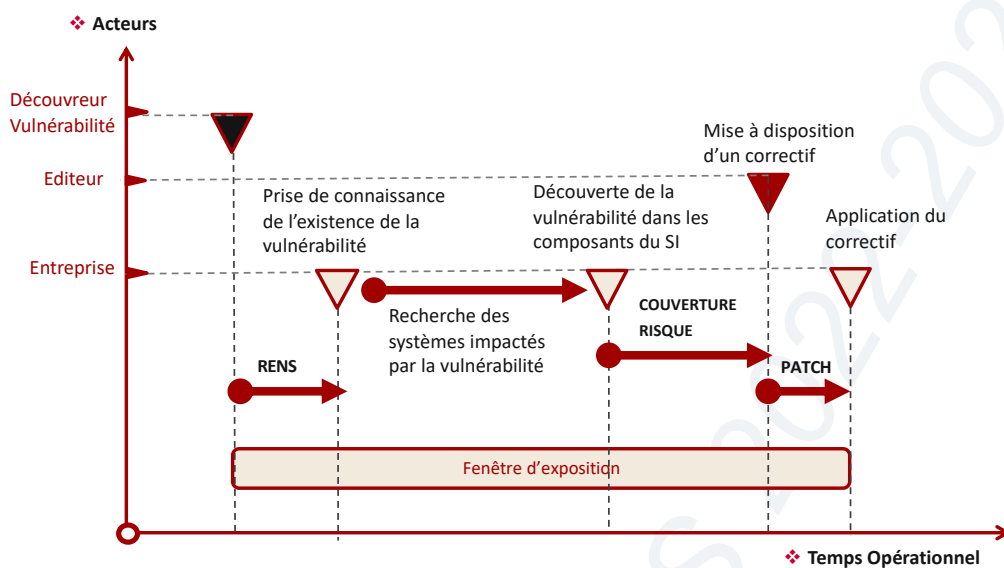 ❖ Acteurs
Découvreur
Vulnérabilité
Mise à disposition
d’un correctif
Editeur
Prise de connaissance
de l’existence de la
vulnérabilité
Découverte de la
vulnérabilité dans les
composants du SI
Application du
correctif
Entreprise
Recherche des
systèmes impactés
par la vulnérabilité
COUVERTURE
RISQUE
RENS
PATCH
Fenêtre d’exposition
❖ Temps Opérationnel